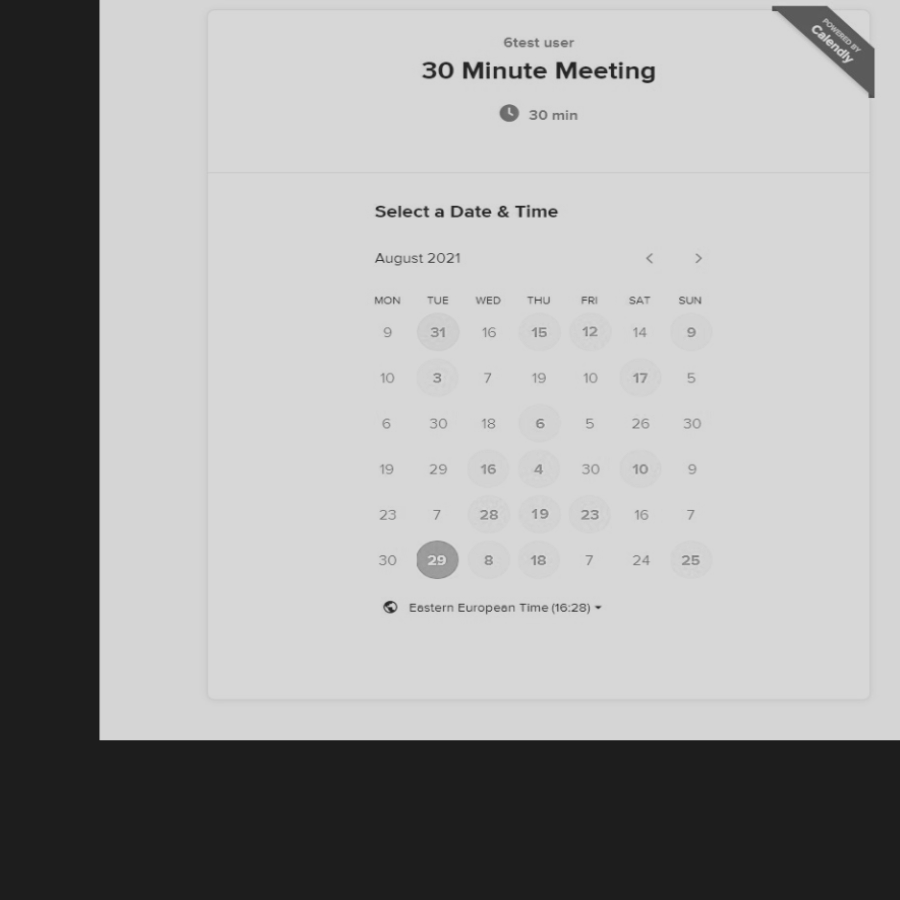 POWERED BY
Calendly
6test user
30 Minute Meeting
30 min
Select a Date & Time
August 2021
MON TUE WED THU FRI SAT SUN
9 31 16 15 12 14 9
10 3 7 19 10 17 5
6 30 18 6 5 26 30
19 29 16 4 30 10 9
23 7 28 19 23 16 7
30 29 8 18 7 24 25
Eastern European Time (16:28)